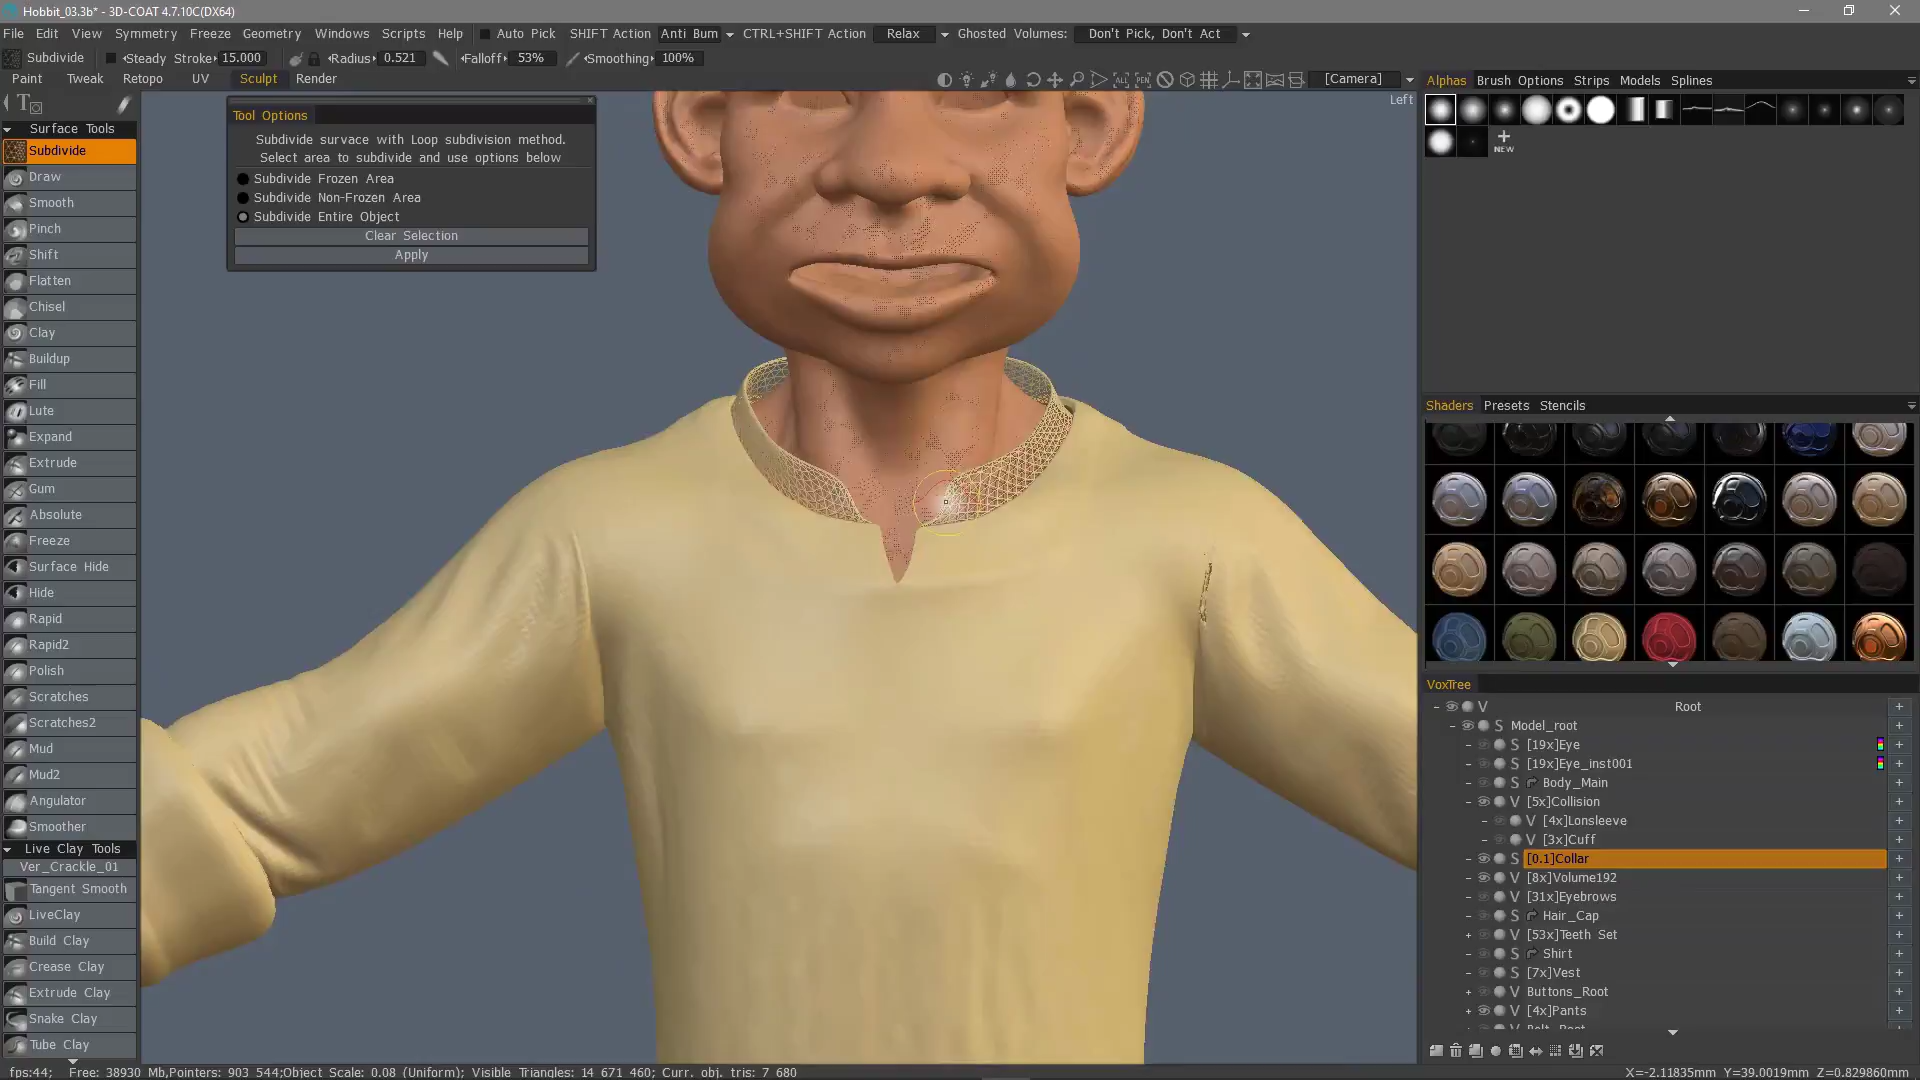 Hobbit_03.3b* - 3D-COAT 4.7.10C(DX64)
File Edit View Symmetry Freeze Geometry Windows Scripts Help Auto Pick SHIFT Action Anti Bum CTRL+SHIFT Action Relax Ghosted Volumes: Don't Pick, Don't Act
Subdivide Steady Stroke 15.000 Radius 0.521 Falloff 53% Smoothing 100%
Paint Tweak Retopo UV Sculpt Render [Camera]
Left
Surface Tools
Subdivide
Draw
Smooth
Pinch
Shift
Flatten
Chisel
Clay
Buildup
Fill
Lute
Expand
Extrude
Gum
Absolute
Freeze
Surface Hide
Hide
Rapid
Rapid2
Polish
Scratches
Scratches2
Mud
Mud2
Angulator
Smoother
Live Clay Tools
Ver_Crackle_01
Tangent Smooth
LiveClay
Build Clay
Crease Clay
Extrude Clay
Snake Clay
Tube Clay
Tool Options
Subdivide survace with Loop subdivision method.
Select area to subdivide and use options below
Subdivide Frozen Area
Subdivide Non-Frozen Area
Subdivide Entire Object
Clear Selection
Apply
Alphas Brush Options Strips Models Splines
NEW
Shaders Presets Stencils
VoxTree
V Root
S Model_root
S [19x]Eye
S [19x]Eye_inst001
S Body_Main
V [5x]Collision
V [4x]Lonsleeve
V [3x]Cuff
S [0.1]Collar
V [8x]Volume192
V [31x]Eyebrows
S Hair_Cap
V [53x]Teeth Set
S Shirt
S [7x]Vest
V Buttons_Root
V [4x]Pants
fps:44; Free: 38930 Mb,Pointers: 903 544;Object Scale: 0.08 (Uniform); Visible Triangles: 14 671 460; Curr. obj. tris: 7 680
X=-2.11835mm Y=39.0019mm Z=0.829860mm